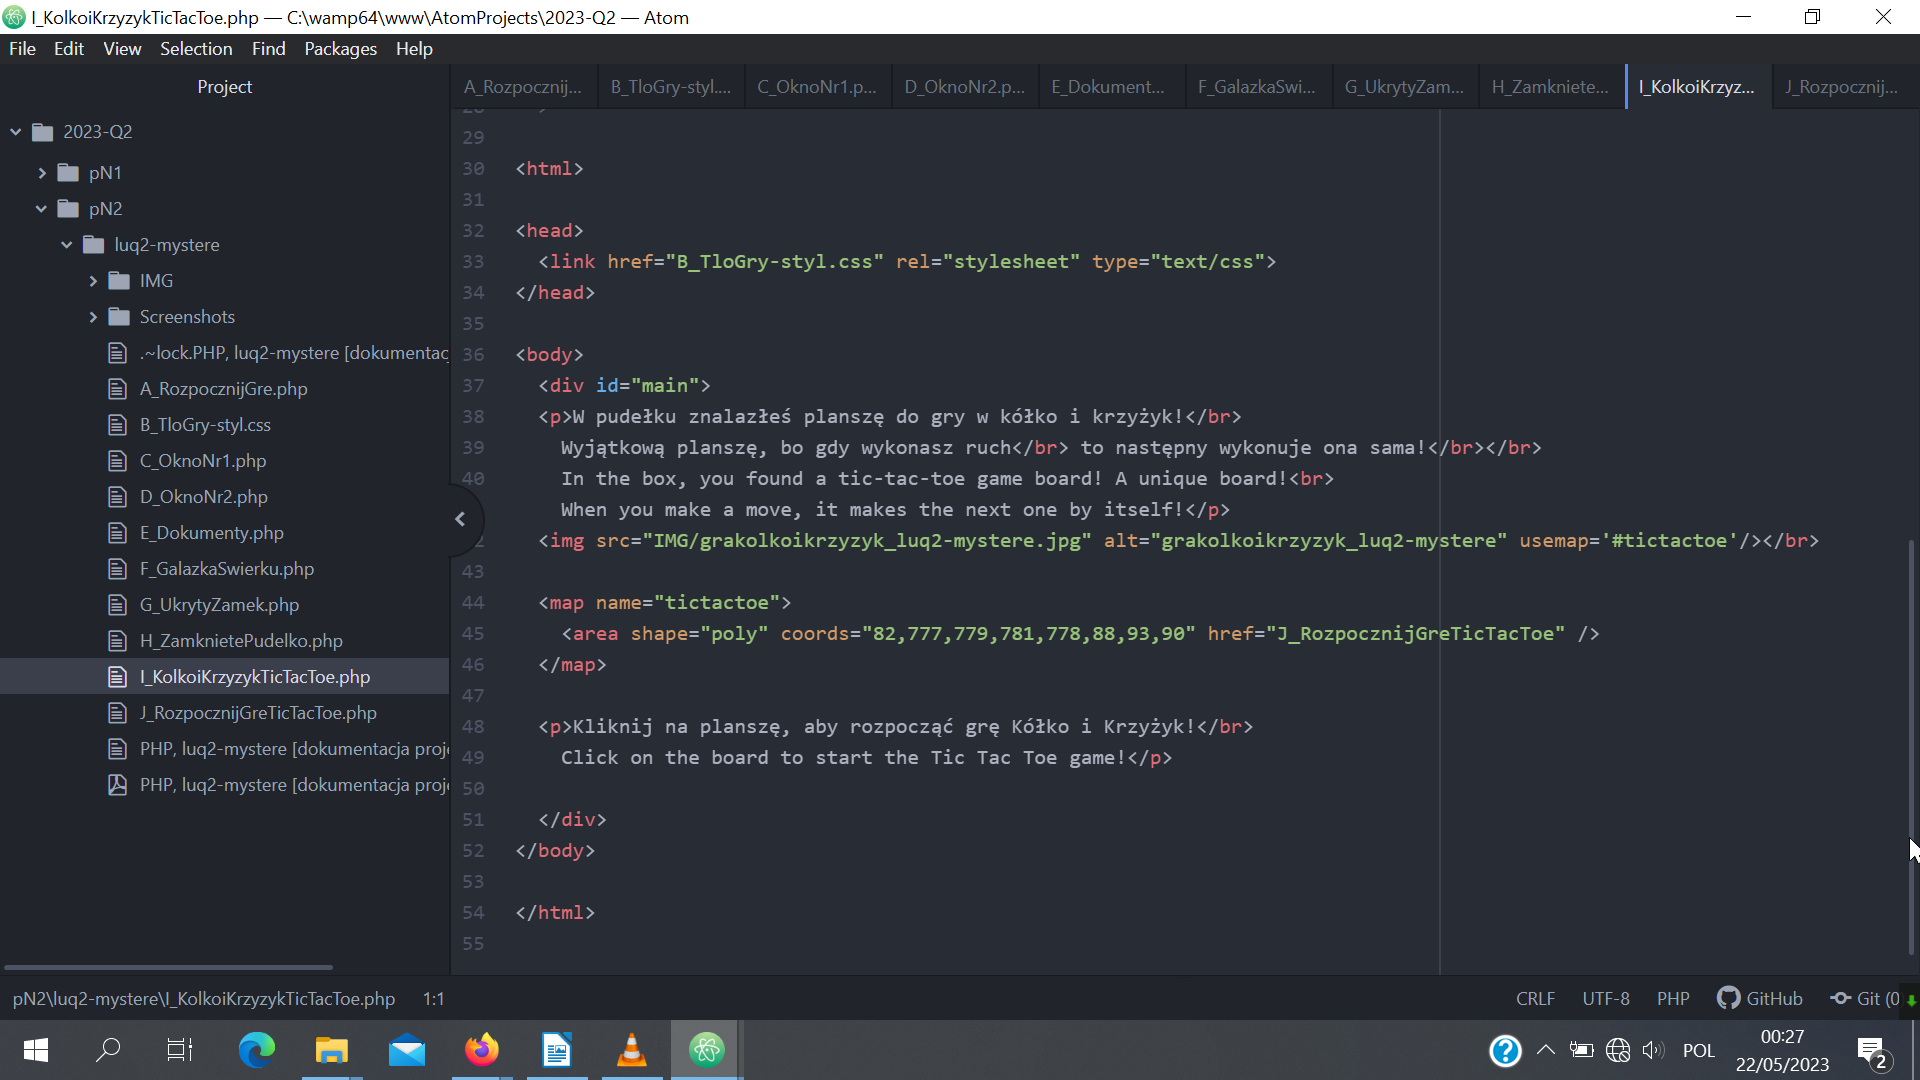 I_KolkoiKrzyzykTicTacToe.php — C:\wamp64\www\AtomProjects\2023-Q2 — Atom
File Edit View Selection Find Packages Help
Project
A_Rozpocznij... B_TloGry-styl.... C_OknoNr1.p... D_OknoNr2.p... E_Dokument... F_GalazkaSwi... G_UkrytyZam... H_Zamkniete... I_KolkoiKrzyz... J_Rozpocznij...
2023-Q2
pN1
pN2
luq2-mystere
IMG
Screenshots
.~lock.PHP, luq2-mystere [dokumentac
A_RozpocznijGre.php
B_TloGry-styl.css
C_OknoNr1.php
D_OknoNr2.php
E_Dokumenty.php
F_GalazkaSwierku.php
G_UkrytyZamek.php
H_ZamknietePudelko.php
I_KolkoiKrzyzykTicTacToe.php
J_RozpocznijGreTicTacToe.php
PHP, luq2-mystere [dokumentacja proj
PHP, luq2-mystere [dokumentacja proj
29
30 <html>
31
32 <head>
33 <link href="B_TloGry-styl.css" rel="stylesheet" type="text/css">
34 </head>
35
36 <body>
37 <div id="main">
38 <p>W pudełku znalazłeś planszę do gry w kółko i krzyżyk!</br>
39 Wyjątkową planszę, bo gdy wykonasz ruch</br> to następny wykonuje ona sama!</br></br>
40 In the box, you found a tic-tac-toe game board! A unique board!<br>
When you make a move, it makes the next one by itself!</p>
<img src="IMG/grakolkoikrzyzyk_luq2-mystere.jpg" alt="grakolkoikrzyzyk_luq2-mystere" usemap='#tictactoe'/></br>
43
44 <map name="tictactoe">
45 <area shape="poly" coords="82,777,779,781,778,88,93,90" href="J_RozpocznijGreTicTacToe" />
46 </map>
47
48 <p>Kliknij na planszę, aby rozpocząć grę Kółko i Krzyżyk!</br>
49 Click on the board to start the Tic Tac Toe game!</p>
50
51 </div>
52 </body>
53
54 </html>
55
pN2\luq2-mystere\I_KolkoiKrzyzykTicTacToe.php 1:1 CRLF UTF-8 PHP GitHub Git (0
POL
00:27
22/05/2023
2